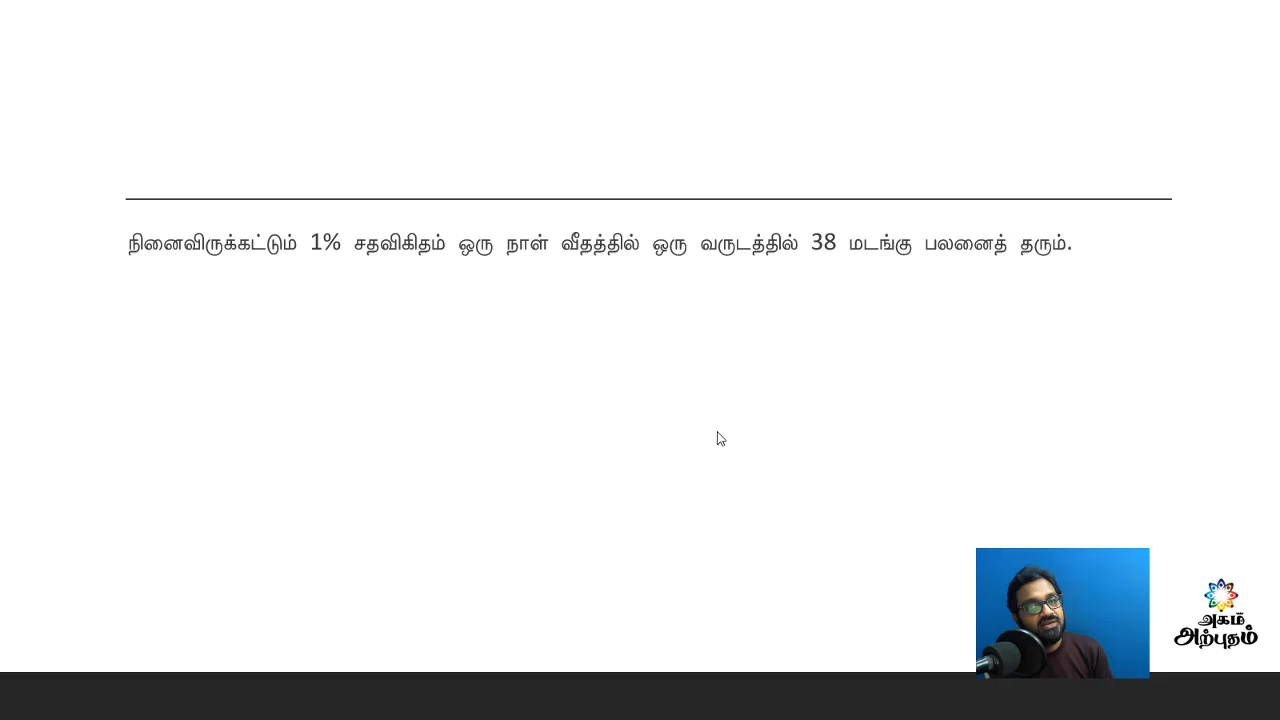 நினைவிருக்கட்டும் 1% சதவிகிதம் ஒரு நாள் வீதத்தில் ஒரு வருடத்தில் 38 மடங்கு பலனைத் தரும்.
அகம்
அற்புதம்